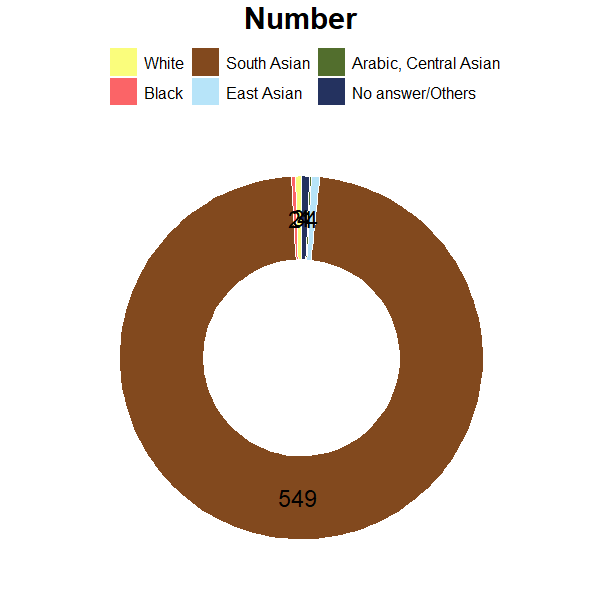 Number
White South Asian Arabic, Central Asian
Black East Asian No answer/Others
549